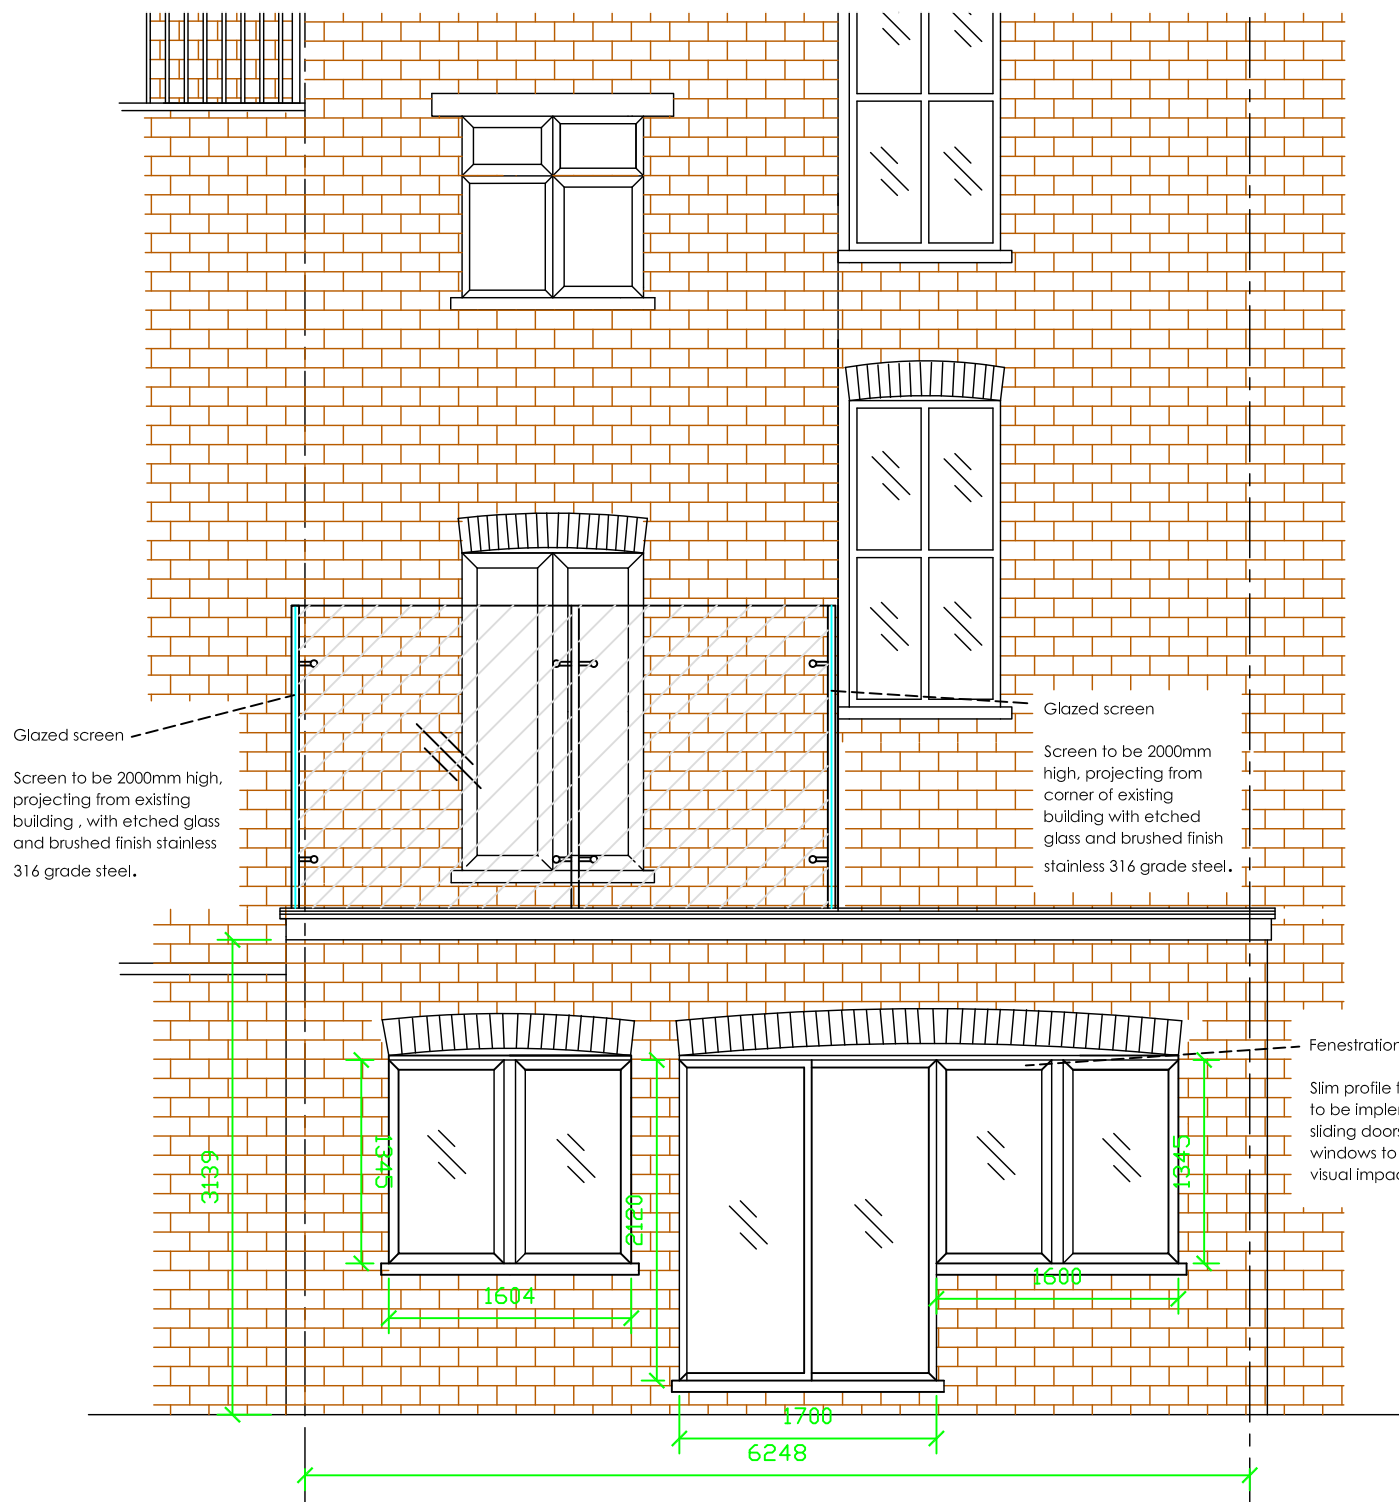 Glazed screen
Screen to be 2000mm high,
projecting from existing
building , with etched glass
and brushed finish stainless
316 grade steel.
Glazed screen
Screen to be 2000mm
high, projecting from
corner of existing
building with etched
glass and brushed finish
stainless 316 grade steel.
Fenestration
Slim profile
to be
sliding doors
windows to
visual
3139
1345
2120
1345
1604
1600
1700
6248